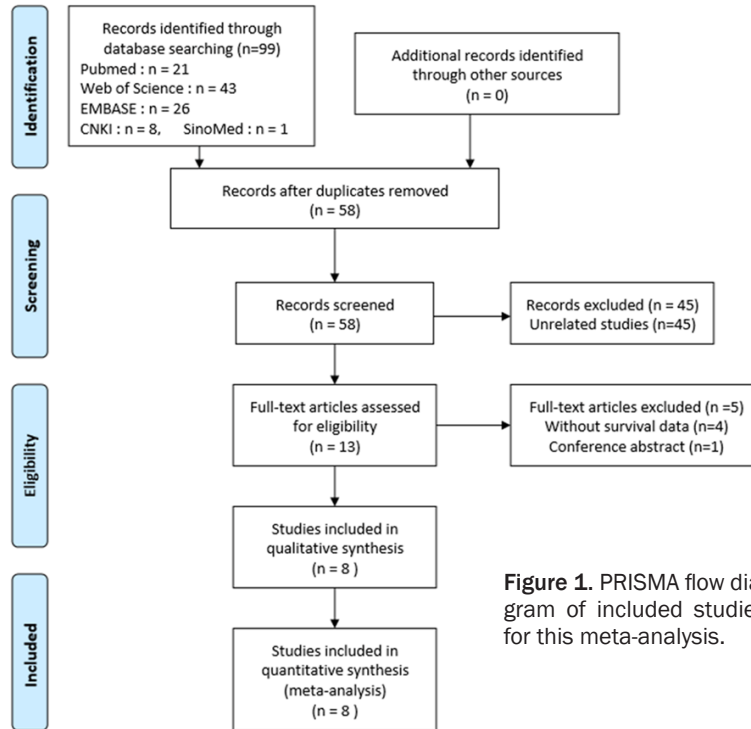 Identification
Records identified through
database searching (n=99)
Pubmed : n = 21
Web of Science : n = 43
EMBASE : n = 26
CNKI : n = 8, SinoMed : n = 1
Additional records identified
through other sources
(n = 0)
Records after duplicates removed
(n = 58)
Screening
Records screened
(n = 58)
Records excluded (n = 45)
Unrelated studies (n=45)
Eligibility
Full-text articles assessed
for eligibility
(n = 13)
Full-text articles excluded (n =5)
Without survival data (n=4)
Conference abstract (n=1)
Studies included in
qualitative synthesis
(n = 8 )
Included
Studies included in
quantitative synthesis
(meta-analysis)
(n = 8 )
Figure 1. PRISMA flow dia
gram of included studie
for this meta-analysis.